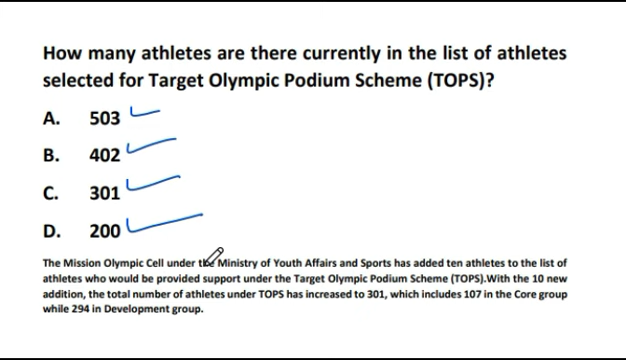 How many athletes are there currently in the list of athletes
selected for Target Olympic Podium Scheme (TOPS)?
A. 503
B. 402
C. 301
D. 200
The Mission Olympic Cell under the Ministry of Youth Affairs and Sports has added ten athletes to the list of
athletes who would be provided support under the Target Olympic Podium Scheme (TOPS).With the 10 new
addition, the total number of athletes under TOPS has increased to 301, which includes 107 in the Core group
while 294 in Development group.